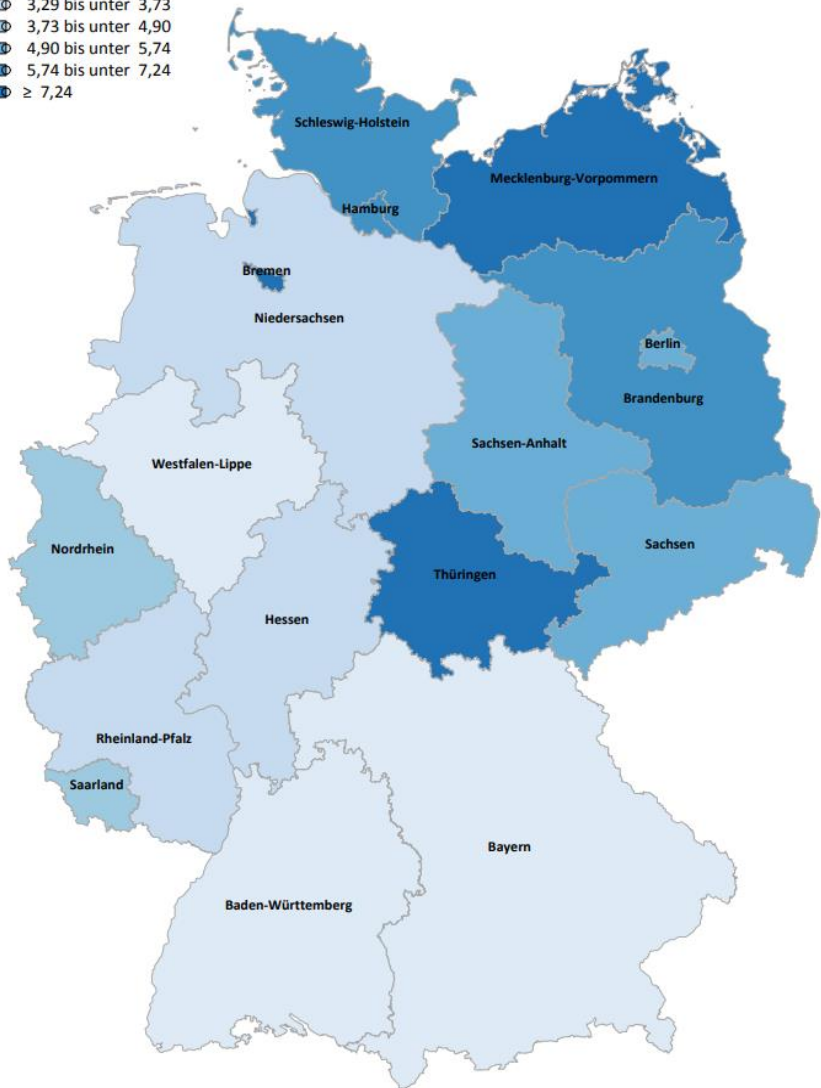 3,29 bis unter 3,73
3,73 bis unter 4,90
4,90 bis unter 5,74
5,74 bis unter 7,24
≥ 7,24
Schleswig-Holstein
Mecklenburg-Vorpommern
Hamburg
Bremen
Niedersachsen
Berlin
Brandenburg
Sachsen-Anhalt
Westfalen-Lippe
Nordrhein
Sachsen
Thüringen
Hessen
Rheinland-Pfalz
Saarland
Bayern
Baden-Württemberg